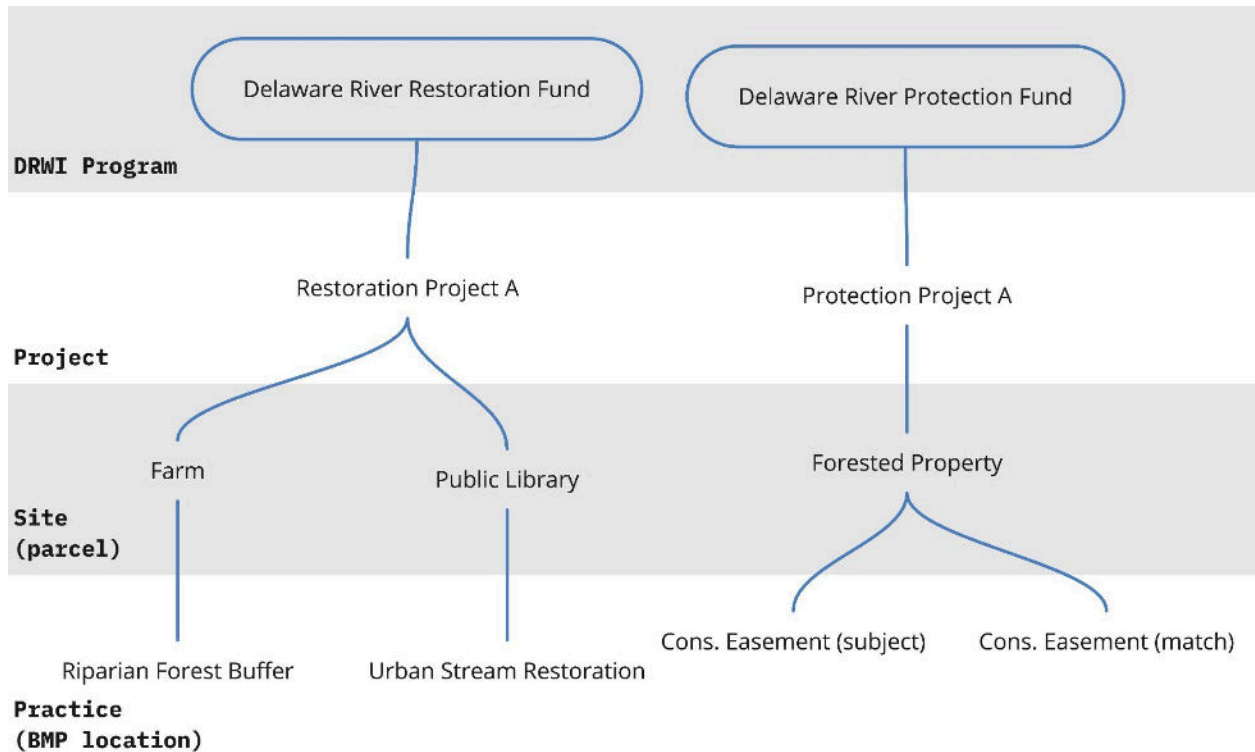 Delaware River Restoration Fund
Delaware River Protection Fund
DRWI Program
Restoration Project A
Protection Project A
Project
Farm
Public Library
Forested Property
Site
(parcel)
Riparian Forest Buffer
Urban Stream Restoration
Cons. Easement (subject)
Cons. Easement (match)
Practice
(BMP location)